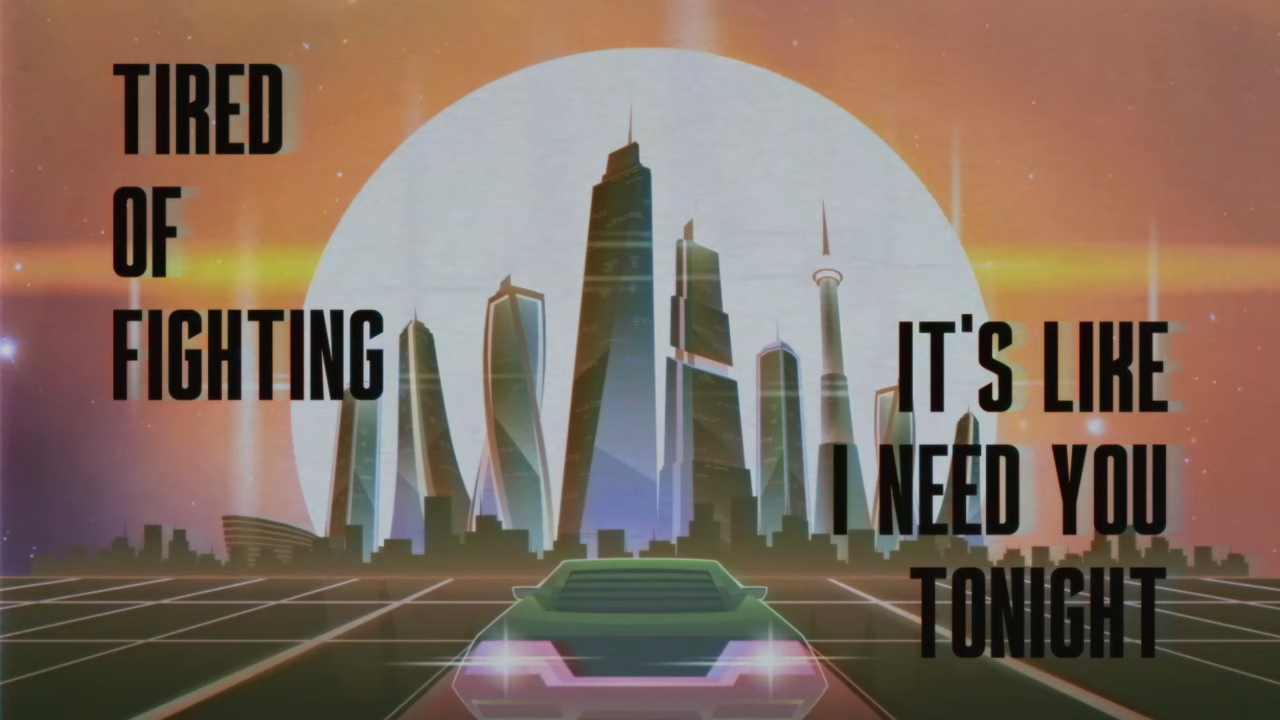 TIRED
OF
FIGHTING
IT'S LIKE
I NEED YOU
TONIGHT